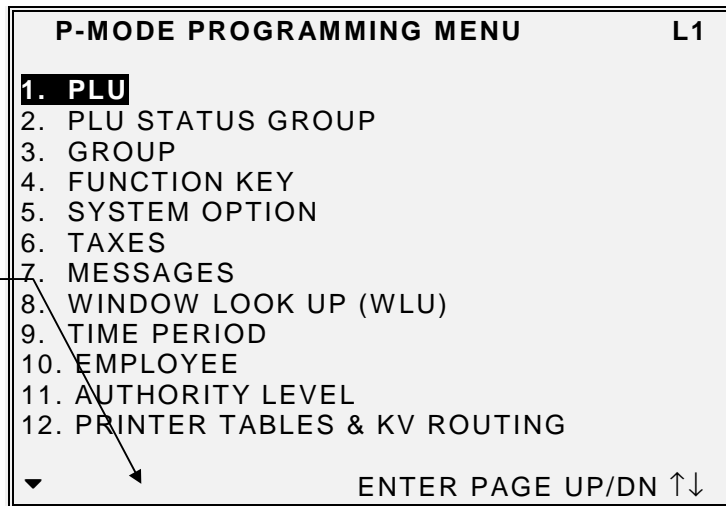 P-MODE PROGRAMMING MENU L1
1. PLU
2. PLU STATUS GROUP
3. GROUP
4. FUNCTION KEY
5. SYSTEM OPTION
6. TAXES
7. MESSAGES
8. WINDOW LOOK UP (WLU)
9. TIME PERIOD
10. EMPLOYEE
11. AUTHORITY LEVEL
12. PRINTER TABLES & KV ROUTING
ENTER PAGE UP/DN ↑↓